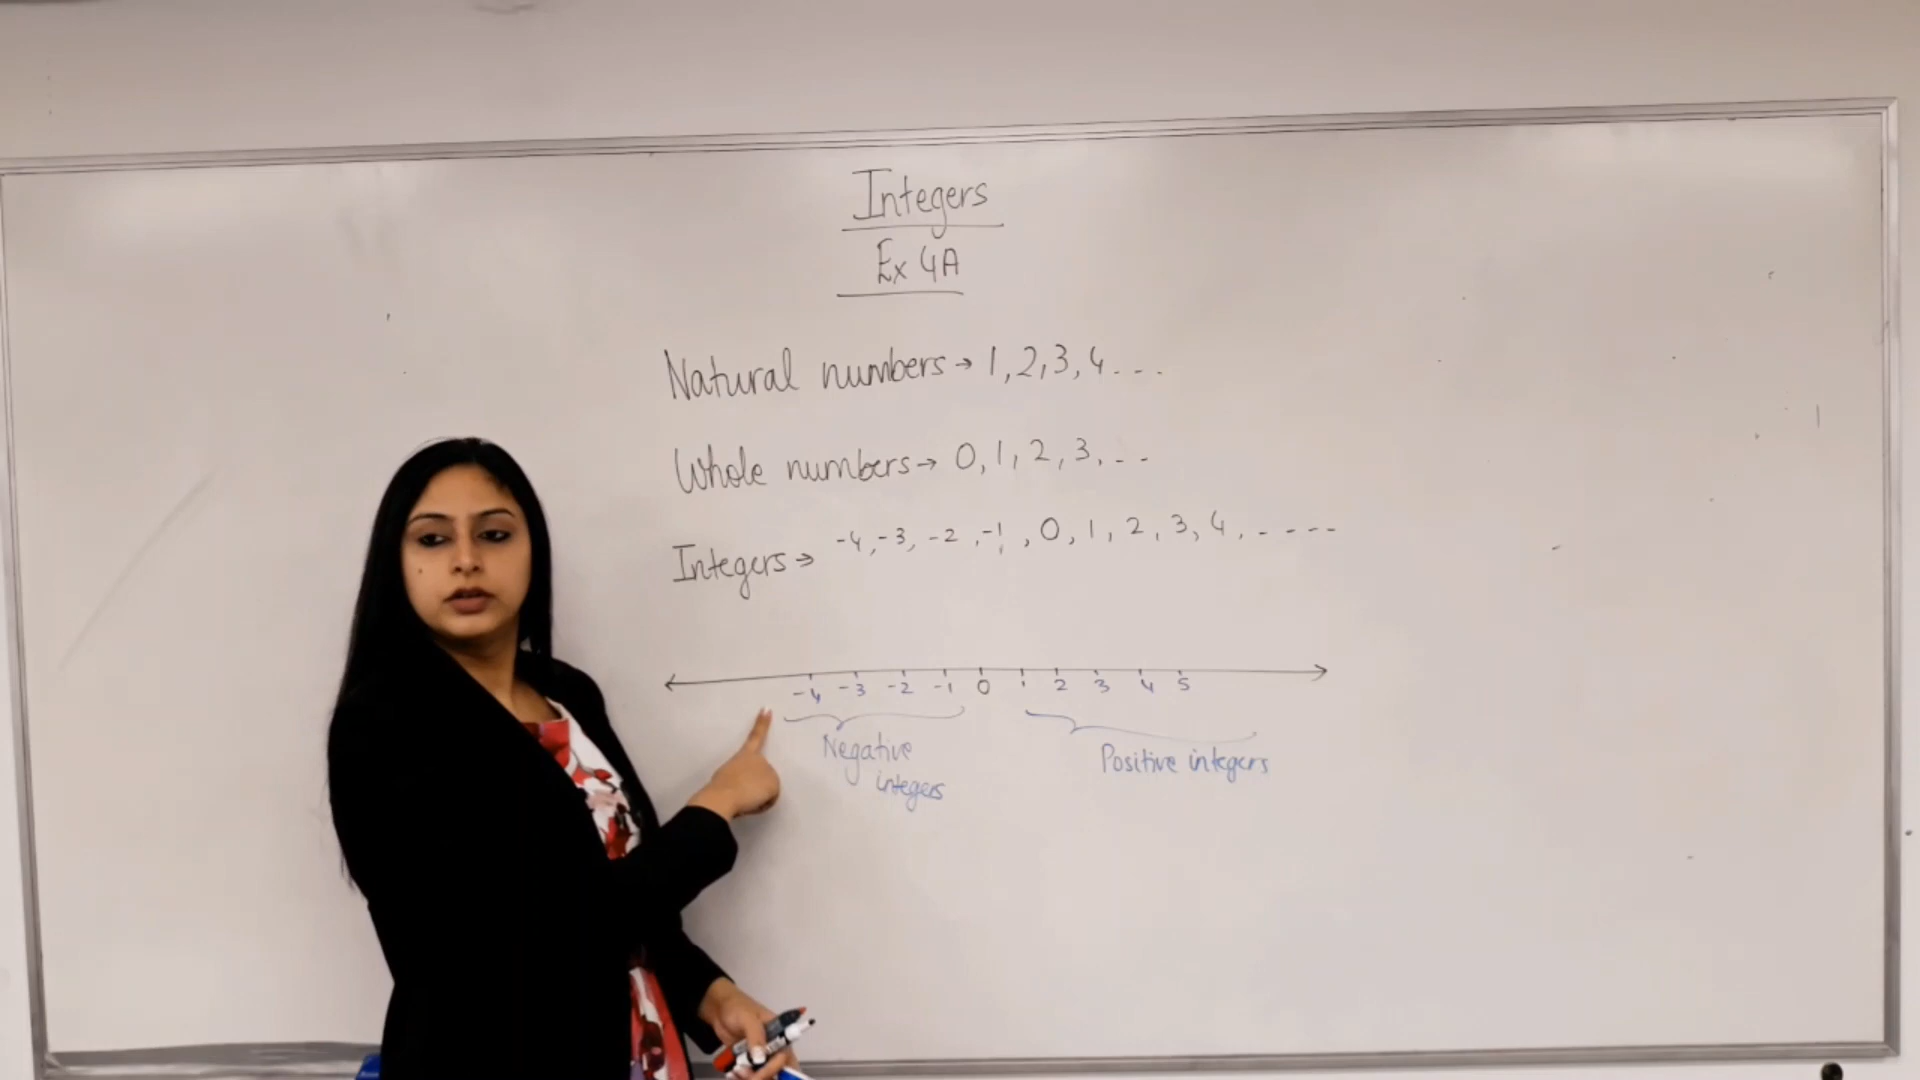 Integers
Ex 4A
Natural numbers → 1, 2, 3, 4 ...
Whole numbers → 0, 1, 2, 3, ...
Integers → -4, -3, -2, -1, 0, 1, 2, 3, 4, - - - -
-4 -3 -2 -1 0 1 2 3 4 5
Negative integers
Positive integers